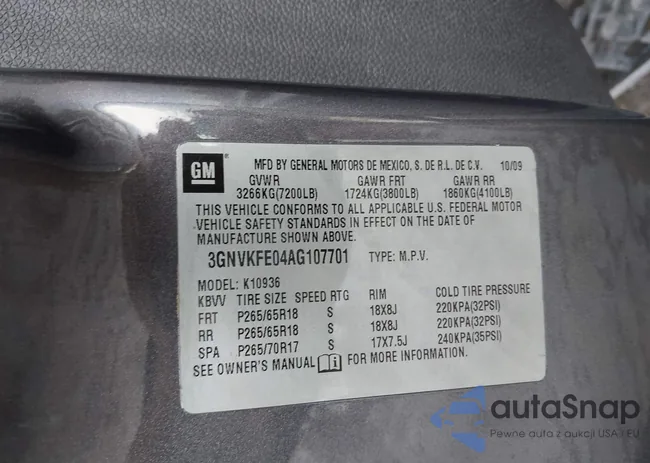 GM
MFD BY GENERAL MOTORS DE MEXICO, S. DE R.L. DE C.V. 10/09
GVWR GAWR FRT GAWR RR
3266KG(7200LB) 1724KG(3800LB) 1860KG(4100LB)
THIS VEHICLE CONFORMS TO ALL APPLICABLE U.S. FEDERAL MOTOR
VEHICLE SAFETY STANDARDS IN EFFECT ON THE DATE OF
MANUFACTURE SHOWN ABOVE.
3GNVKFE04AG107701 TYPE: M.P.V.
MODEL: K10936
KBVV TIRE SIZE SPEED RTG RIM COLD TIRE PRESSURE
FRT P265/65R18 S 18X8J 220KPA(32PSI)
RR P265/65R18 S 18X8J 220KPA(32PSI)
SPA P265/70R17 S 17X7.5J 240KPA(35PSI)
SEE OWNER'S MANUAL FOR MORE INFORMATION.
autaSnap
Pewne auta z aukcji USA i EU